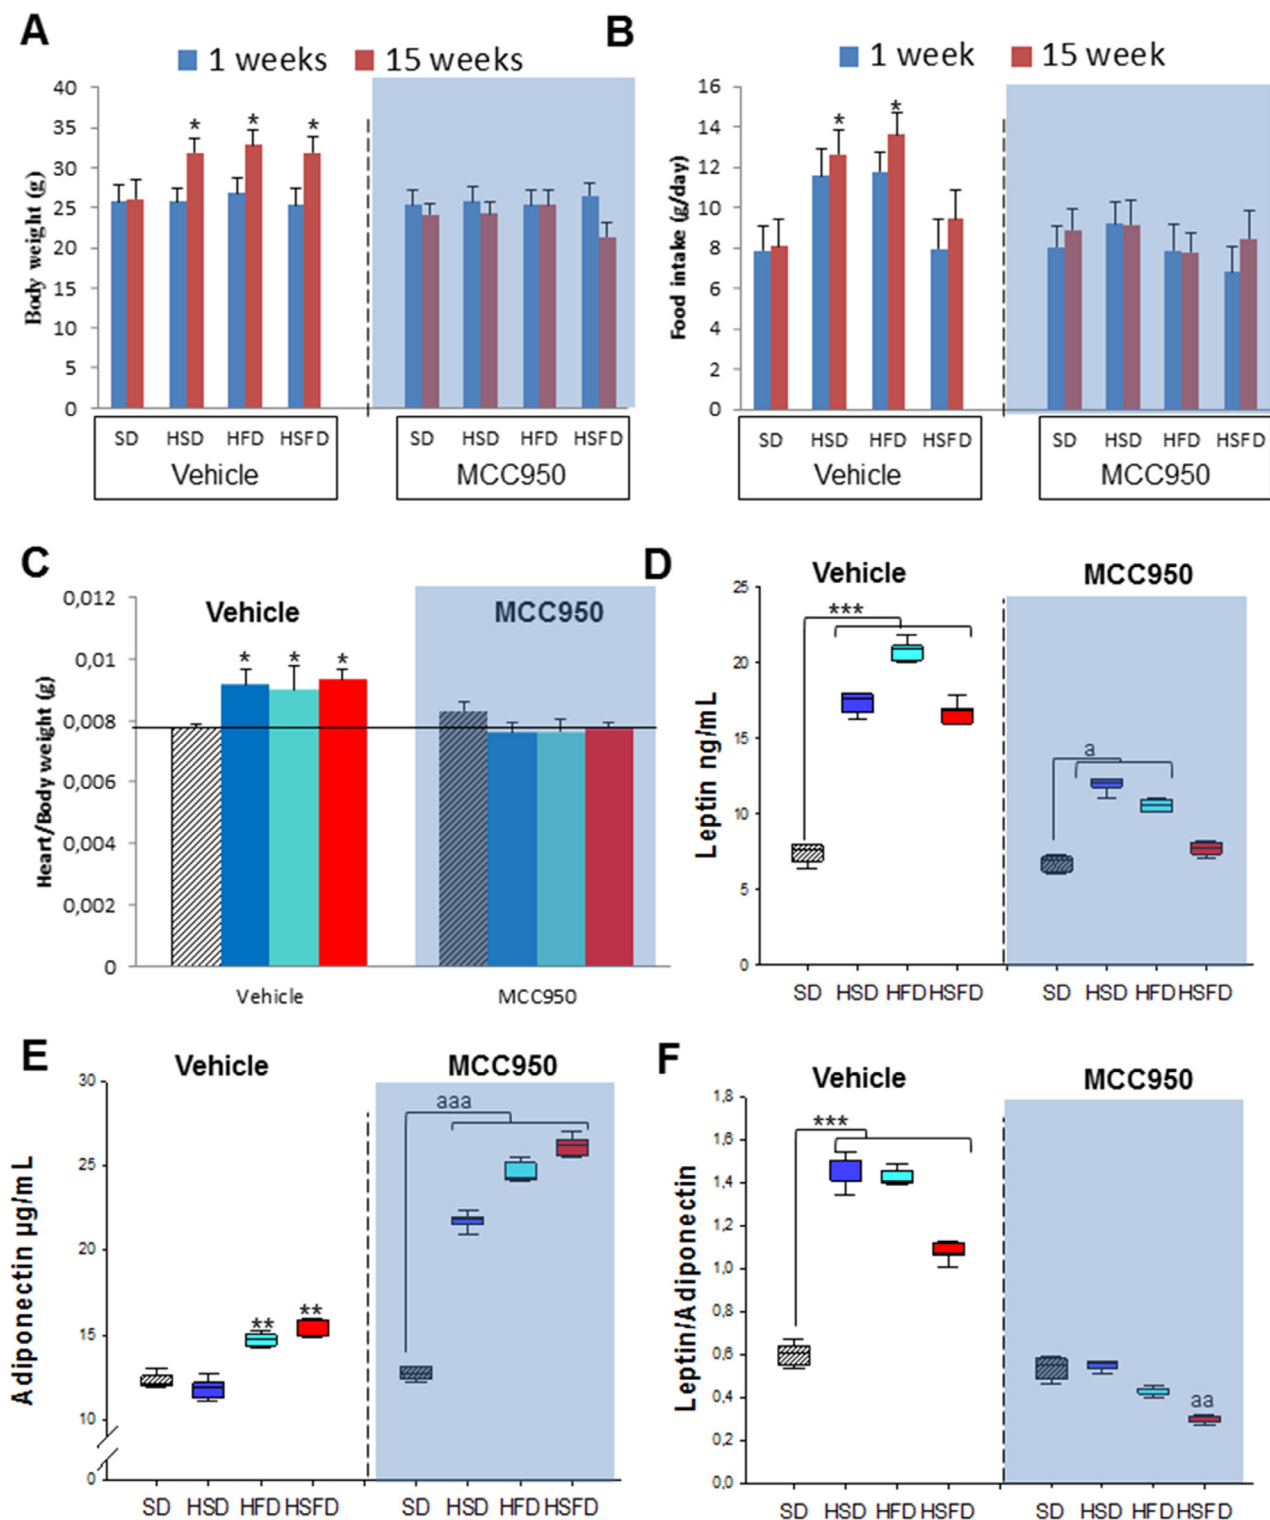 A
1 weeks 15 weeks
Body weight (g)
40
35
30
25
20
15
10
5
0
* * *
SD HSD HFD HSFD
Vehicle
SD HSD HFD HSFD
MCC950
B
1 week 15 week
Food intake (g/day)
16
14
12
10
8
6
4
2
0
* *
SD HSD HFD HSFD
Vehicle
SD HSD HFD HSFD
MCC950
C
Vehicle MCC950
Heart/Body weight (g)
0,012
0,01
0,008
0,006
0,004
0,002
0
* * *
Vehicle MCC950
D
Vehicle MCC950
Leptin ng/mL
25
20
15
10
5
0
***
a
SD HSD HFD HSFD SD HSD HFD HSFD
E
Vehicle MCC950
Adiponectin µg/mL
30
25
20
15
10
0
** **
aaa
SD HSD HFD HSFD SD HSD HFD HSFD
F
Vehicle MCC950
Leptin/Adiponectin
1,8
1,6
1,4
1,2
1,0
0,8
0,6
0,4
0,2
0,0
***
aa
SD HSD HFD HSFD SD HSD HFD HSFD